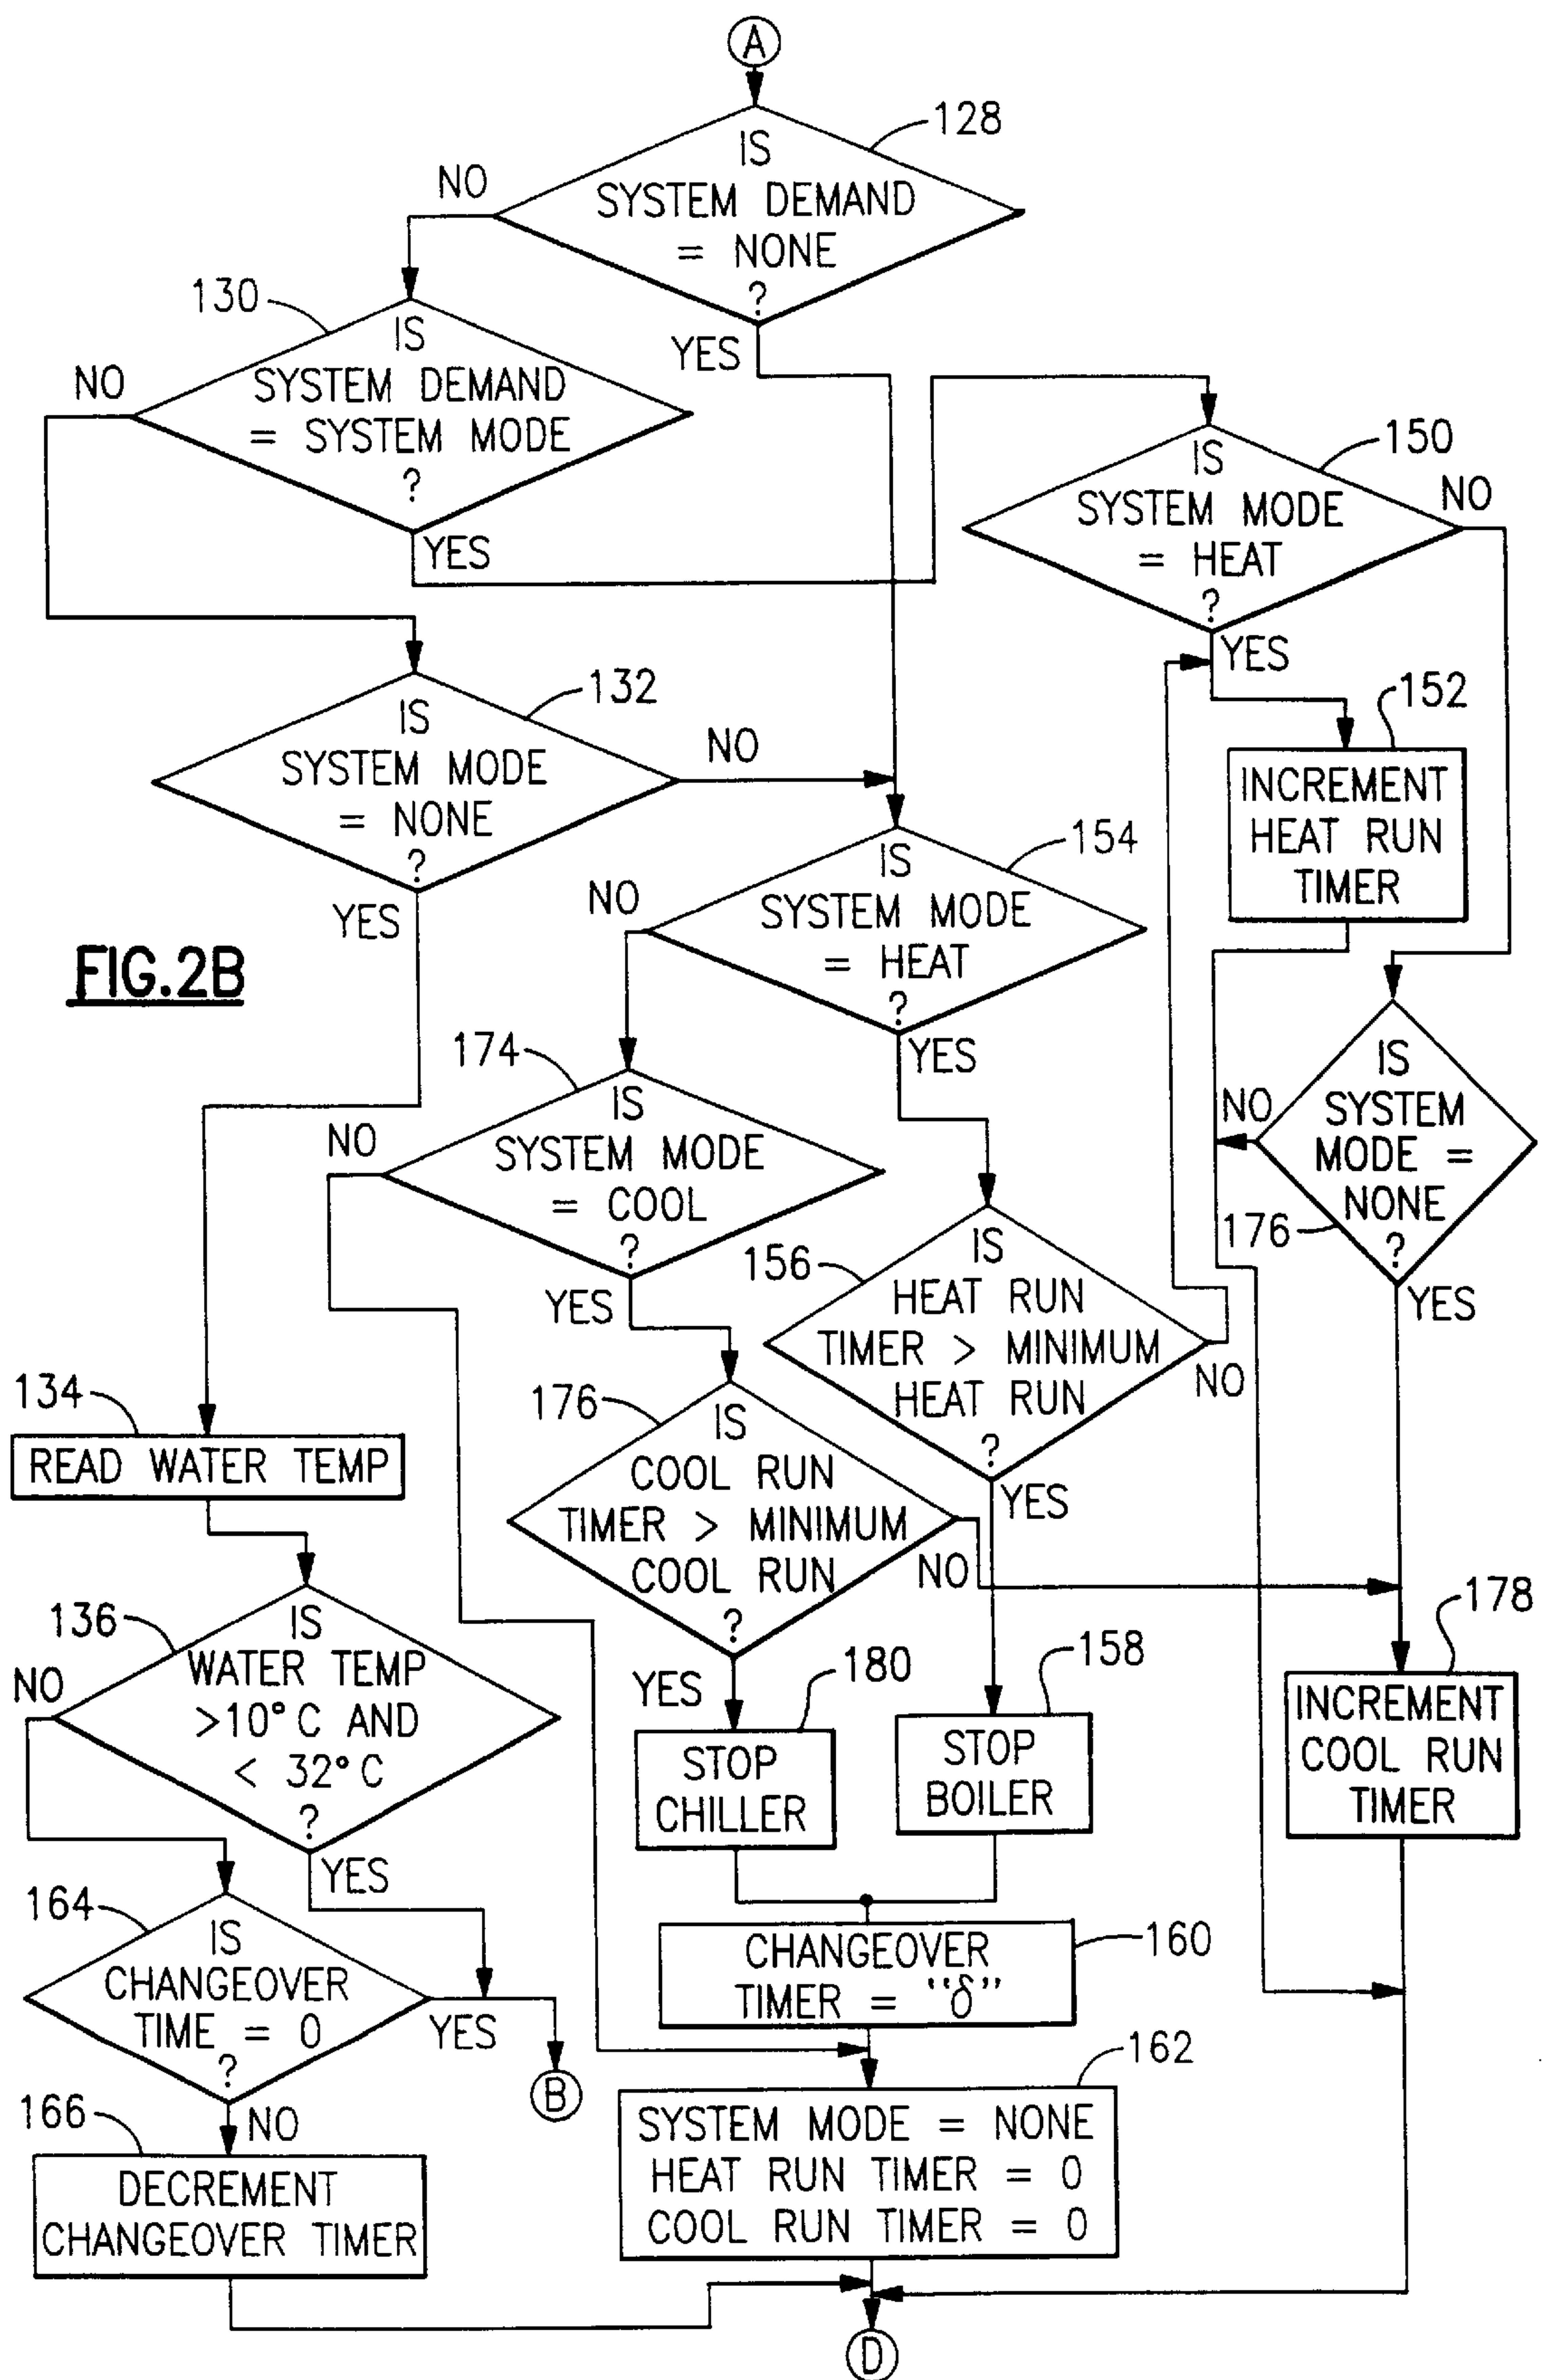 A
128
IS
SYSTEM DEMAND
= NONE
?
NO
YES
130
IS
SYSTEM DEMAND
= SYSTEM MODE
?
NO
YES
150
IS
SYSTEM MODE
= HEAT
?
NO
YES
132
IS
SYSTEM MODE
= NONE
?
NO
YES
152
INCREMENT
HEAT RUN
TIMER
154
IS
SYSTEM MODE
= HEAT
?
NO
YES
FIG.2B
174
IS
SYSTEM MODE
= COOL
?
NO
YES
IS
SYSTEM
MODE =
NONE
?
NO
176
YES
156
IS
HEAT RUN
TIMER > MINIMUM
HEAT RUN
?
NO
YES
134
READ WATER TEMP
176
IS
COOL RUN
TIMER > MINIMUM
COOL RUN
?
NO
YES
136
IS
WATER TEMP
>10°C AND
< 32°C
?
NO
YES
180
STOP
CHILLER
158
STOP
BOILER
178
INCREMENT
COOL RUN
TIMER
164
IS
CHANGEOVER
TIME = 0
?
YES
NO
B
160
CHANGEOVER
TIMER = "δ"
162
SYSTEM MODE = NONE
HEAT RUN TIMER = 0
COOL RUN TIMER = 0
166
DECREMENT
CHANGEOVER TIMER
D